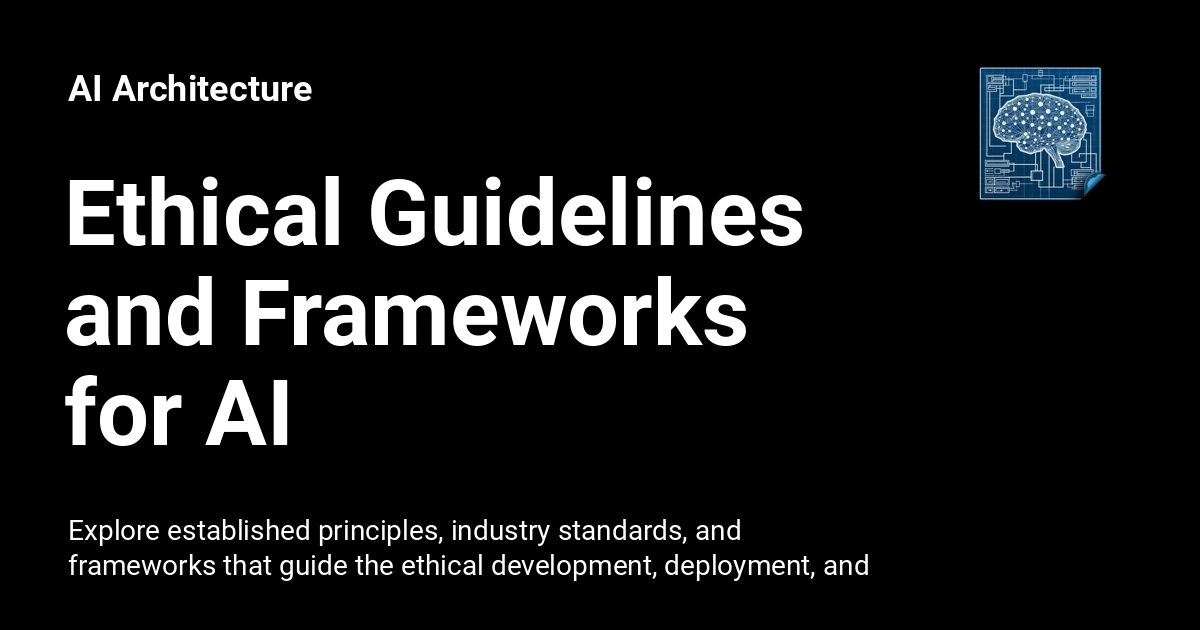 AI Architecture
Ethical Guidelines
and Frameworks
for AI
Explore established principles, industry standards, and
frameworks that guide the ethical development, deployment, and